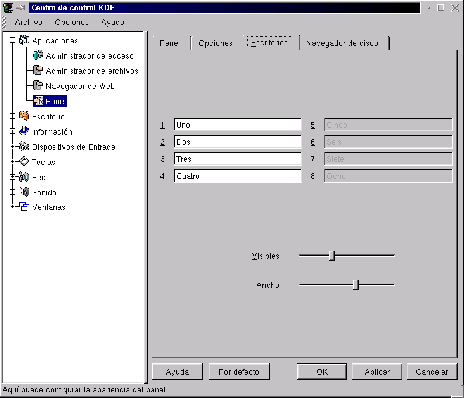 Centro de control KDE
Archivo Opciones Ayuda
Aplicaciones
Administrador de acceso
Administrador de archivos
Navegador de Web
Panel
Escritorio
Información
Dispositivos de Entrada
Teclas
Red
Sonido
Ventanas
Panel Opciones Escritorios Navegador de disco
1 Uno 5 Cinco
2 Dos 6 Seis
3 Tres 7 Siete
4 Cuatro 8 Ocho
Visibles
Ancho
Ayuda Por defecto OK Aplicar Cancelar
Aquí puede configurar la apariencia del panel